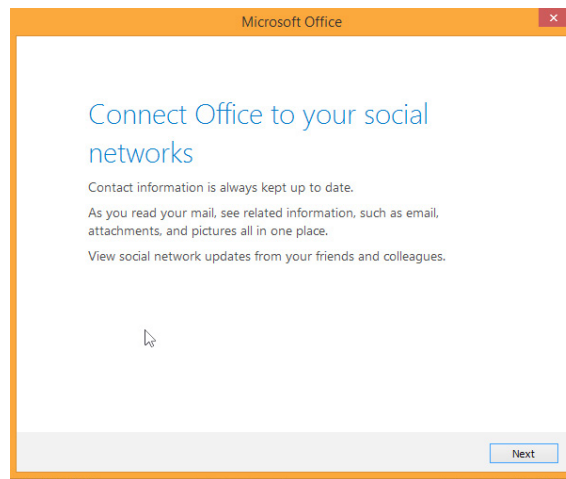 Microsoft Office
Connect Office to your social
networks
Contact information is always kept up to date.
As you read your mail, see related information, such as email,
attachments, and pictures all in one place.
View social network updates from your friends and colleagues.
Next